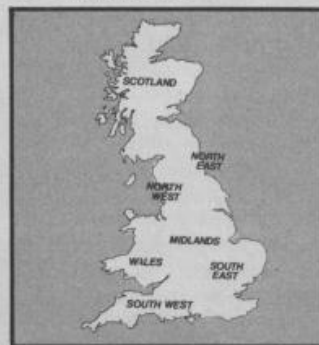 SCOTLAND
NORTH
EAST
NORTH
WEST
MIDLANDS
WALES
SOUTH
EAST
SOUTH WEST